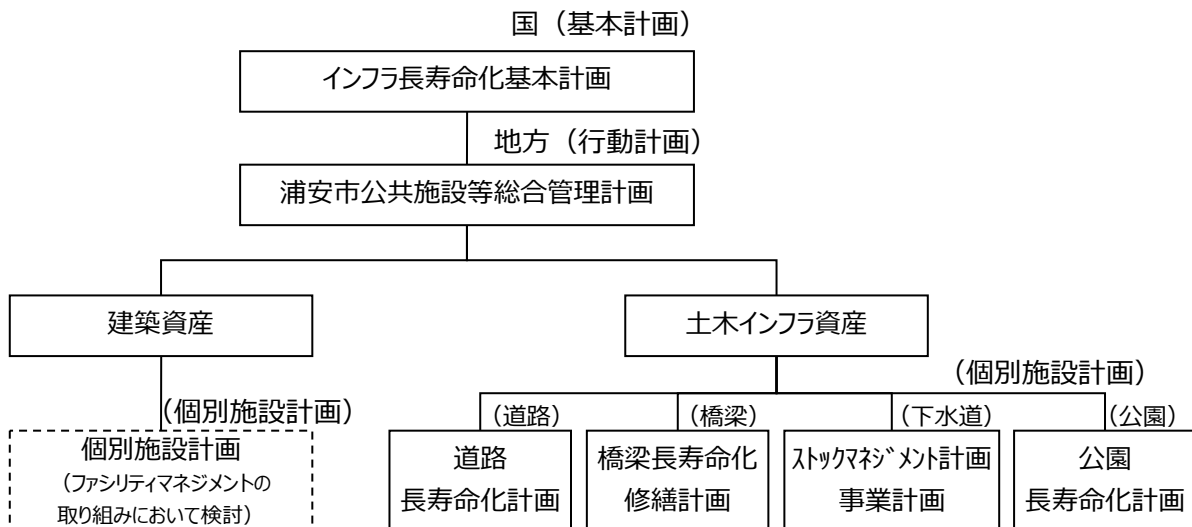 国（基本計画）
インフラ長寿命化基本計画
地方（行動計画）
浦安市公共施設等総合管理計画
建築資産
土木インフラ資産
（個別施設計画）
（個別施設計画）
個別施設計画
（ファシリティマネジメントの
取り組みにおいて検討）
（道路）
道路
長寿命化計画
（橋梁）
橋梁長寿命化
修繕計画
（下水道）
ｽﾄｯｸﾏﾈｼﾞﾒﾝﾄ計画
事業計画
（公園）
公園
長寿命化計画